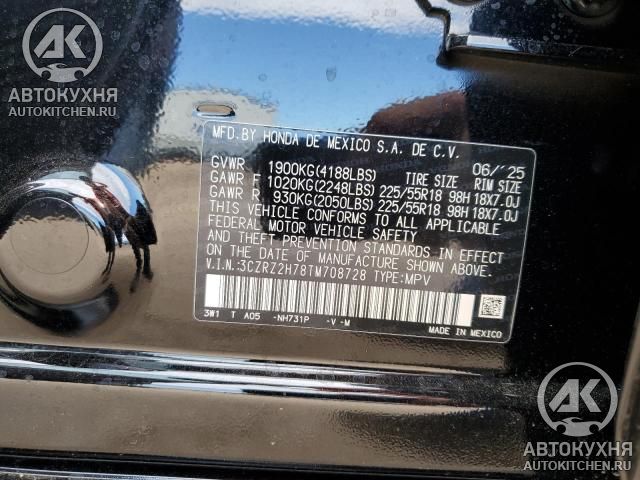 AK
АВТОКУХНЯ
AUTOKITCHEN.RU
MFD. BY HONDA DE MEXICO S.A. DE C.V.
06/'25
GVWR 1900KG(4188LBS) TIRE SIZE RIM SIZE
GAWR F 1020KG(2248LBS) 225/55R18 98H 18X7.0J
GAWR R 930KG(2050LBS) 225/55R18 98H 18X7.0J
THIS VEHICLE CONFORMS TO ALL APPLICABLE
FEDERAL MOTOR VEHICLE SAFETY
AND THEFT PREVENTION STANDARDS IN EFFECT
ON THE DATE OF MANUFACTURE SHOWN ABOVE.
V.I.N.:3CZRZ2H78TM708728 TYPE:MPV
3W1 T A05 -NH731P -V -M
MADE IN MEXICO
AK
АВТОКУХНЯ
AUTOKITCHEN.RU